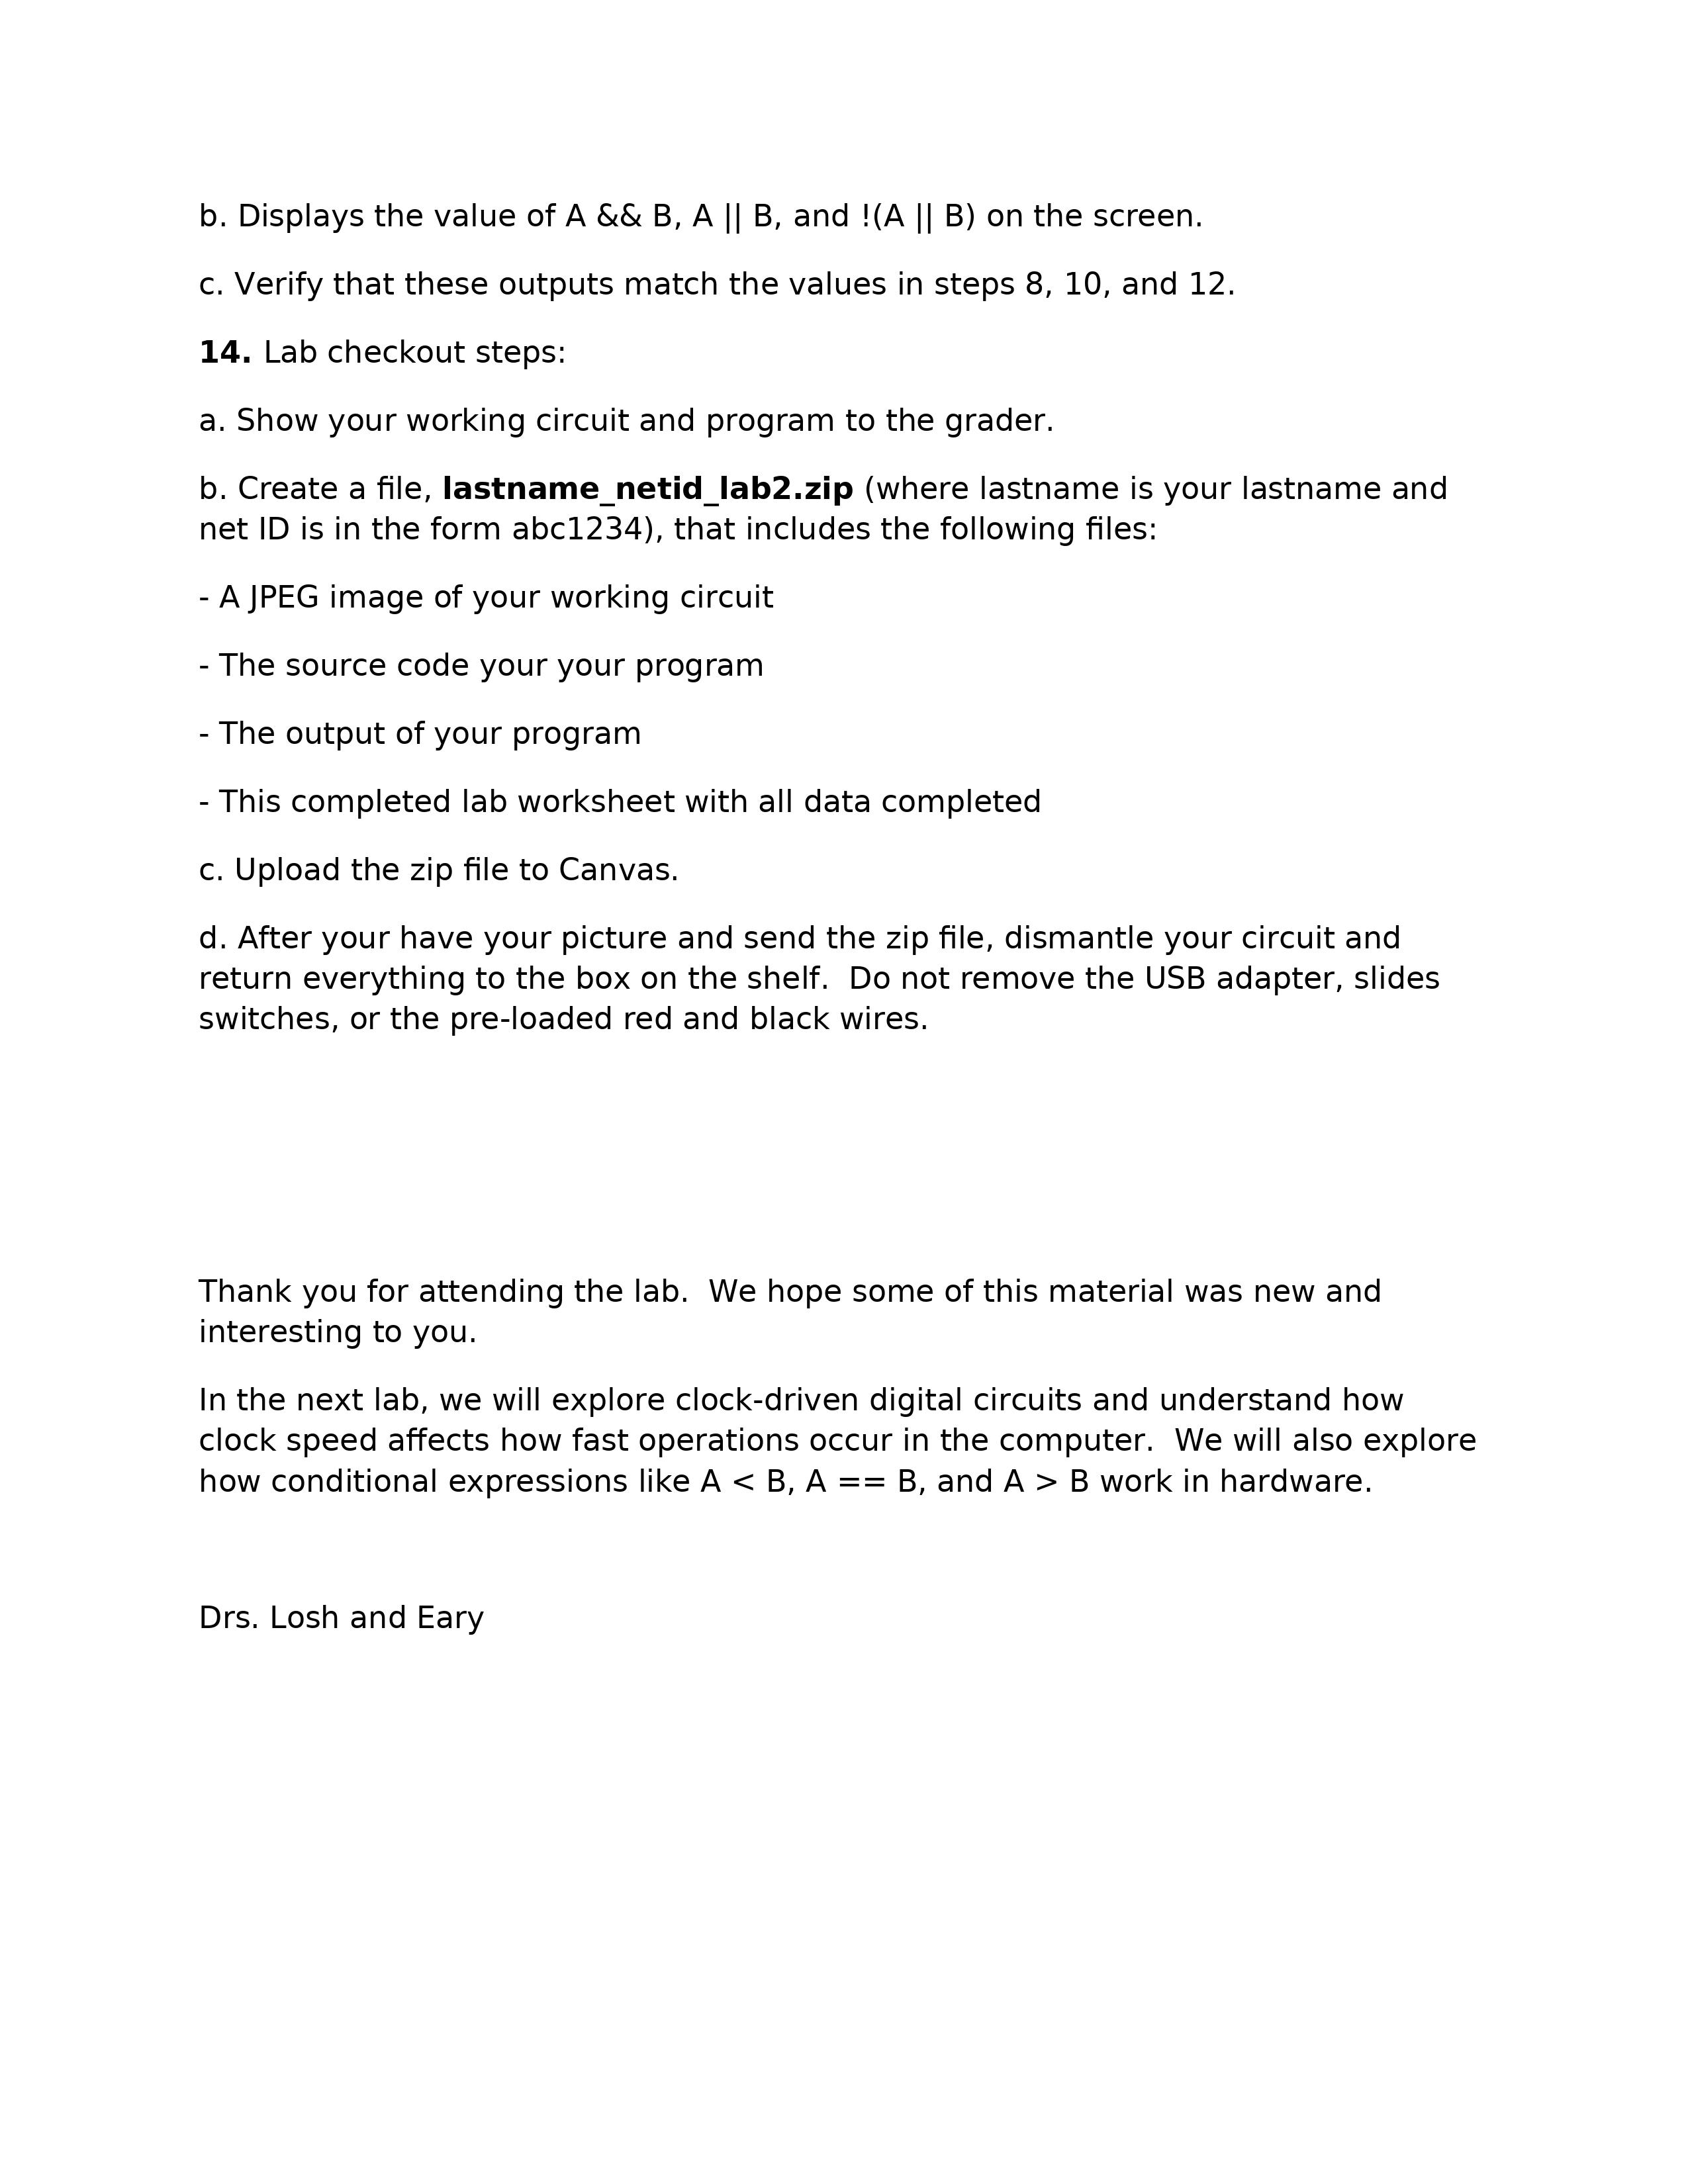 b. Displays the value of A && B, A || B, and !(A || B) on the screen.
c. Verify that these outputs match the values in steps 8, 10, and 12.
14. Lab checkout steps:
a. Show your working circuit and program to the grader.
b. Create a file, lastname_netid_lab2.zip (where lastname is your lastname and
net ID is in the form abc1234), that includes the following files:
- A JPEG image of your working circuit
- The source code your your program
- The output of your program
- This completed lab worksheet with all data completed
c. Upload the zip file to Canvas.
d. After your have your picture and send the zip file, dismantle your circuit and
return everything to the box on the shelf.  Do not remove the USB adapter, slides
switches, or the pre-loaded red and black wires.
Thank you for attending the lab.  We hope some of this material was new and
interesting to you.
In the next lab, we will explore clock-driven digital circuits and understand how
clock speed affects how fast operations occur in the computer.  We will also explore
how conditional expressions like A < B, A == B, and A > B work in hardware.
Drs. Losh and Eary